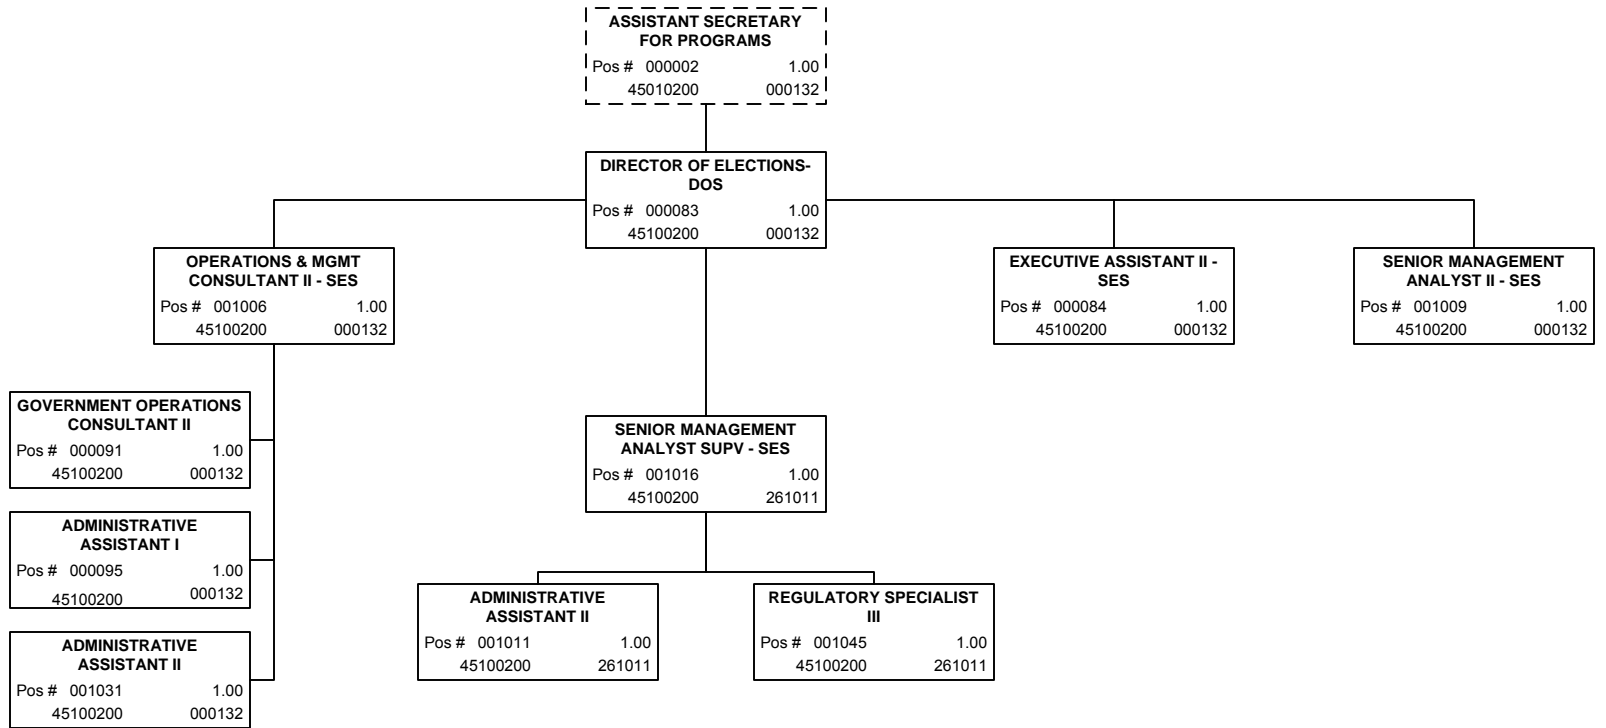 ASSISTANT SECRETARY
FOR PROGRAMS
Pos # 000002 1.00
45010200 000132
DIRECTOR OF ELECTIONS-
DOS
Pos # 000083 1.00
45100200 000132
OPERATIONS & MGMT
CONSULTANT II - SES
Pos # 001006 1.00
45100200 000132
EXECUTIVE ASSISTANT II -
SES
Pos # 000084 1.00
45100200 000132
SENIOR MANAGEMENT
ANALYST II - SES
Pos # 001009 1.00
45100200 000132
GOVERNMENT OPERATIONS
CONSULTANT II
Pos # 000091 1.00
45100200 000132
ADMINISTRATIVE
ASSISTANT I
Pos # 000095 1.00
45100200 000132
ADMINISTRATIVE
ASSISTANT II
Pos # 001031 1.00
45100200 000132
SENIOR MANAGEMENT
ANALYST SUPV - SES
Pos # 001016 1.00
45100200 261011
ADMINISTRATIVE
ASSISTANT II
Pos # 001011 1.00
45100200 261011
REGULATORY SPECIALIST
III
Pos # 001045 1.00
45100200 261011